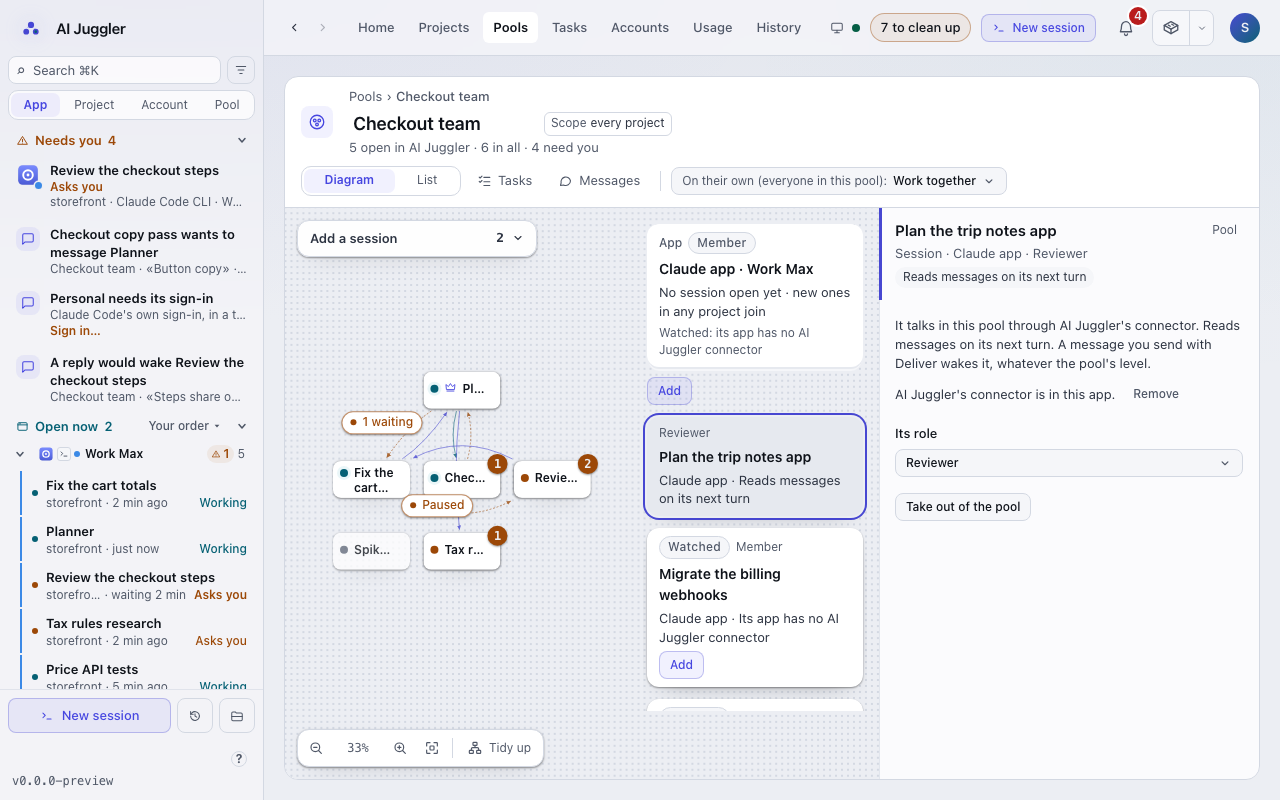 AI Juggler
Search ⌘K
App Project Account Pool
Needs you 4
Review the checkout steps
Asks you
storefront · Claude Code CLI · W...
Checkout copy pass wants to
message Planner
Checkout team · «Button copy» ·...
Personal needs its sign-in
Claude Code's own sign-in, in a t...
Sign in...
A reply would wake Review the
checkout steps
Checkout team · «Steps share o...
Open now 2 Your order
Work Max 1 5
Fix the cart totals
storefront · 2 min ago Working
Planner
storefront · just now Working
Review the checkout steps
storefro... · waiting 2 min Asks you
Tax rules research
storefront · 2 min ago Asks you
Price API tests
storefront · 5 min ago Working
New session
?
v0.0.0-preview
Home Projects Pools Tasks Accounts Usage History 7 to clean up New session 4 S
Pools › Checkout team
Checkout team Scope every project
5 open in AI Juggler · 6 in all · 4 need you
Diagram List Tasks Messages On their own (everyone in this pool): Work together
Add a session 2
Pl...
1 waiting
Fix the
cart...
Chec... 1
Revie... 2
Paused
Spik...
Tax r... 1
33% Tidy up
App Member
Claude app · Work Max
No session open yet · new ones
in any project join
Watched: its app has no AI
Juggler connector
Add
Reviewer
Plan the trip notes app
Claude app · Reads messages
on its next turn
Watched Member
Migrate the billing
webhooks
Claude app · Its app has no AI
Juggler connector
Add
Plan the trip notes app Pool
Session · Claude app · Reviewer
Reads messages on its next turn
It talks in this pool through AI Juggler's connector. Reads
messages on its next turn. A message you send with
Deliver wakes it, whatever the pool's level.
AI Juggler's connector is in this app. Remove
Its role
Reviewer
Take out of the pool